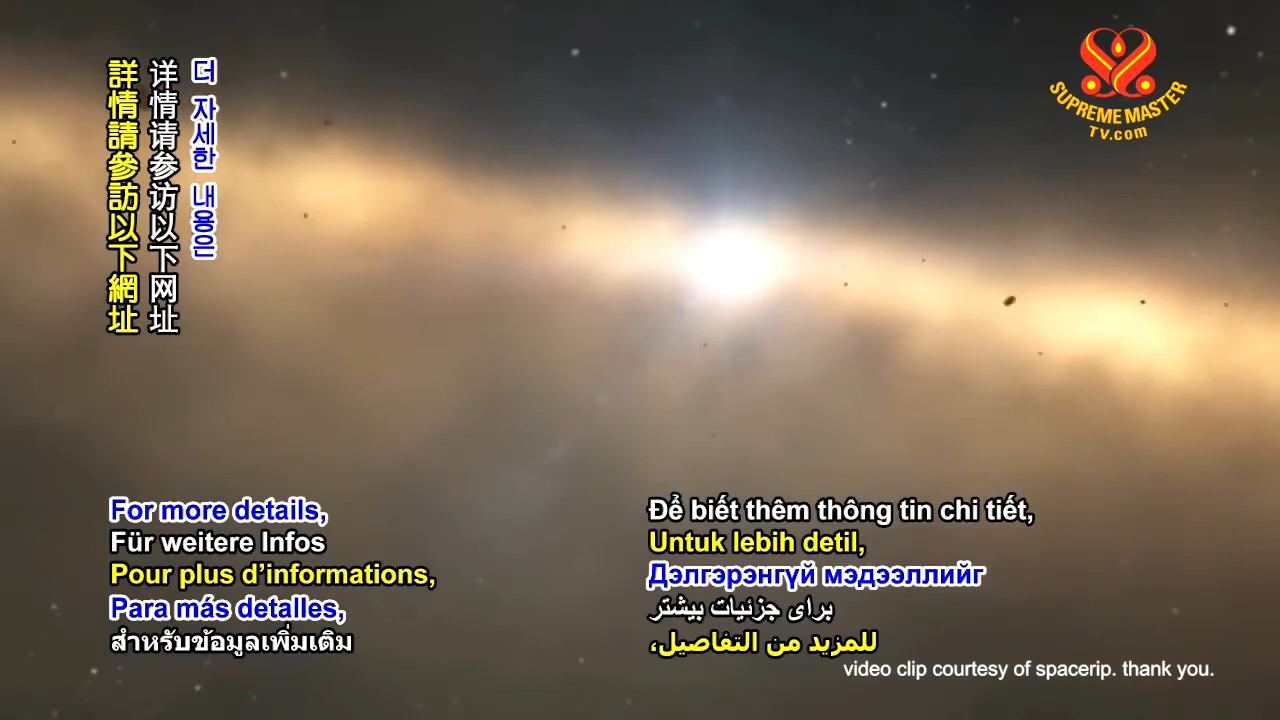 詳情請參訪以下網址
详情请参访以下网址
더 자세한 내용은
SUPREME MASTER
TV.com
For more details,
Für weitere Infos
Pour plus d’informations,
Para más detalles,
สำหรับข้อมูลเพิ่มเติม
Để biết thêm thông tin chi tiết,
Untuk lebih detil,
Дэлгэрэнгүй мэдээллийг
برای جزئیات بیشتر
للمزيد من التفاصيل،
video clip courtesy of spacerip. thank you.